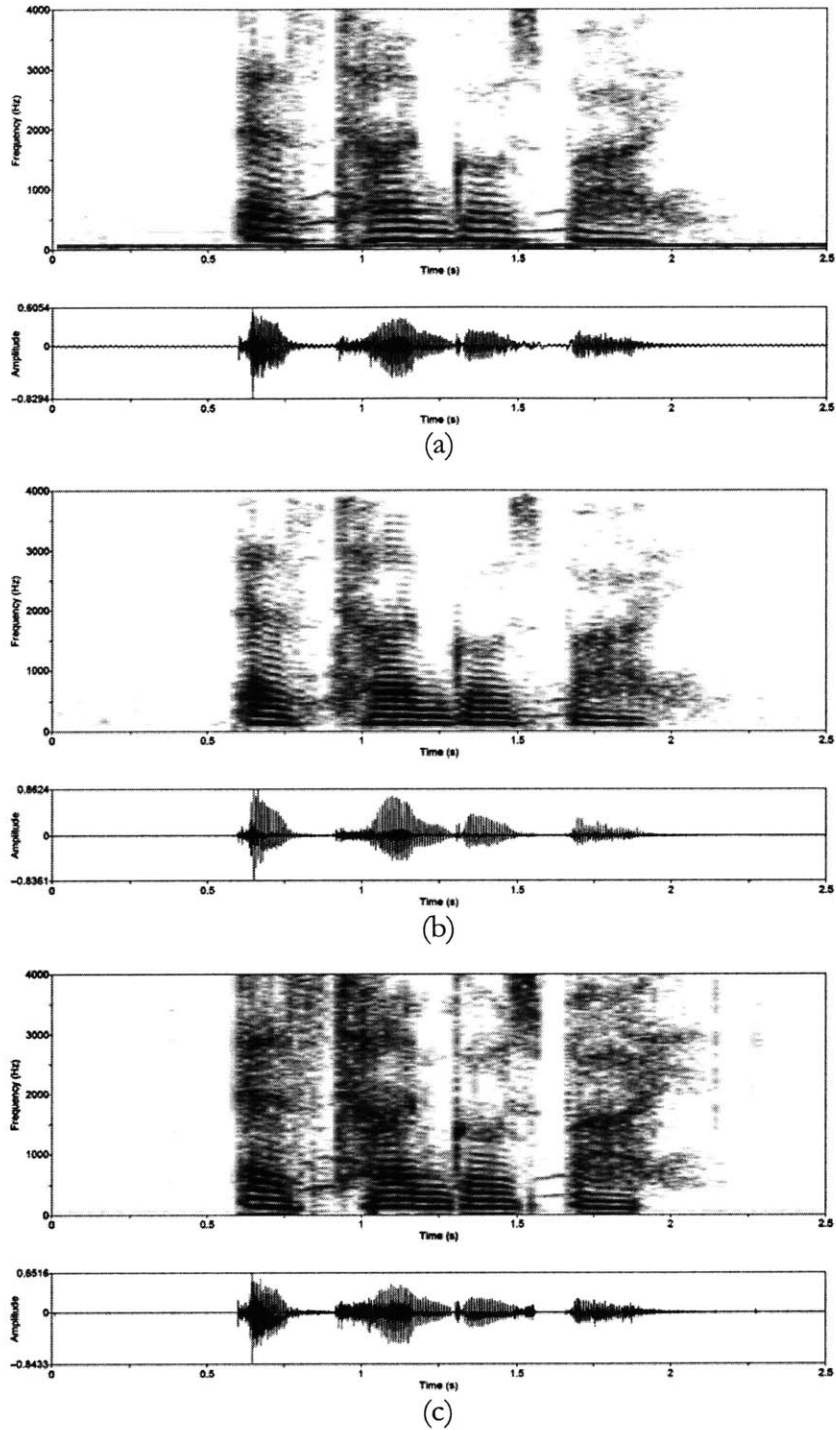 4000
3000
2000
1000
0
Frequency (Hz)
0 0.5 1 1.5 2 2.5
Time (s)
0.6054
0
−0.8294
Amplitude
0 0.5 1 1.5 2 2.5
Time (s)
(a)
4000
3000
2000
1000
0
Frequency (Hz)
0 0.5 1 1.5 2 2.5
Time (s)
0.8624
0
−0.8361
Amplitude
0 0.5 1 1.5 2 2.5
Time (s)
(b)
4000
3000
2000
1000
0
Frequency (Hz)
0 0.5 1 1.5 2 2.5
Time (s)
0.6516
0
−0.8433
Amplitude
0 0.5 1 1.5 2 2.5
Time (s)
(c)